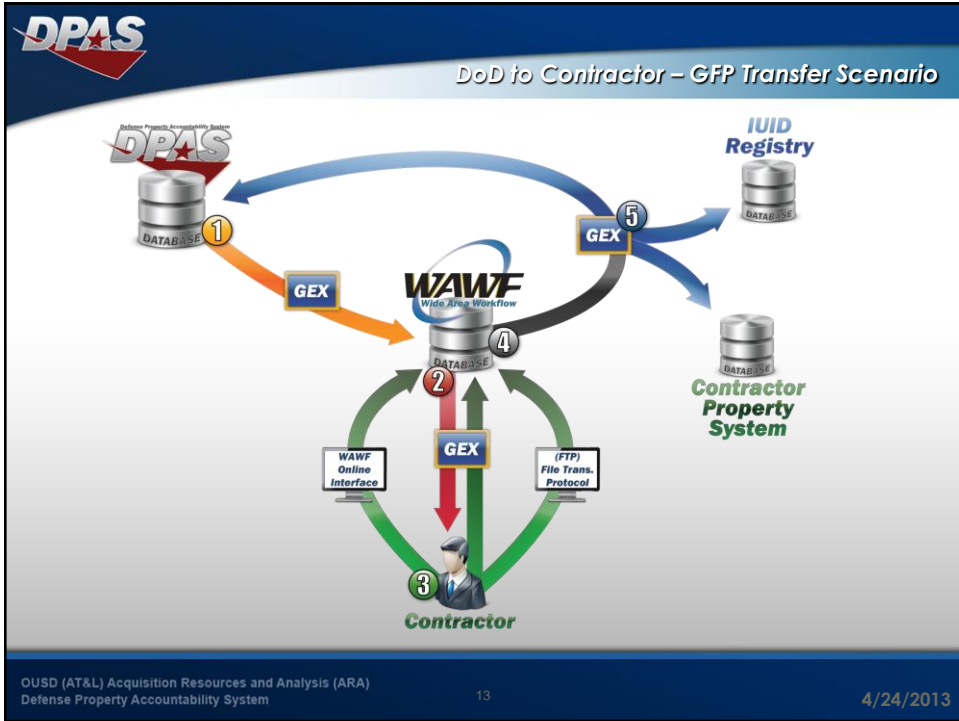 DPAS
DoD to Contractor – GFP Transfer Scenario
Defense Property Accountability System
DPAS
DATABASE
1
GEX
WAWF
Wide Area Workflow
DATABASE
4
2
GEX
5
IUID
Registry
DATABASE
DATABASE
Contractor
Property
System
WAWF
Online
Interface
GEX
(FTP)
File Trans.
Protocol
3
Contractor
OUSD (AT&L) Acquisition Resources and Analysis (ARA)
Defense Property Accountability System
13
4/24/2013